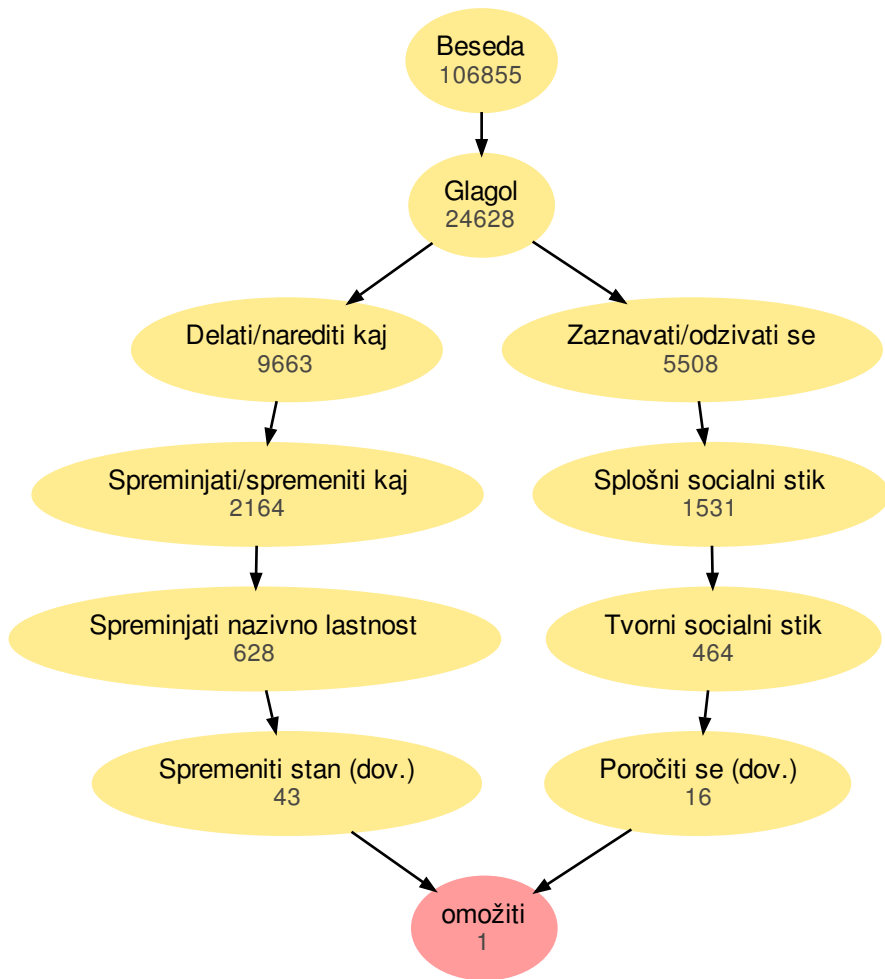 Beseda
106855
Glagol
24628
Delati/narediti kaj
9663
Zaznavati/odzivati se
5508
Spreminjati/spremeniti kaj
2164
Splošni socialni stik
1531
Spreminjati nazivno lastnost
628
Tvorni socialni stik
464
Spremeniti stan (dov.)
43
Poročiti se (dov.)
16
omožiti
1